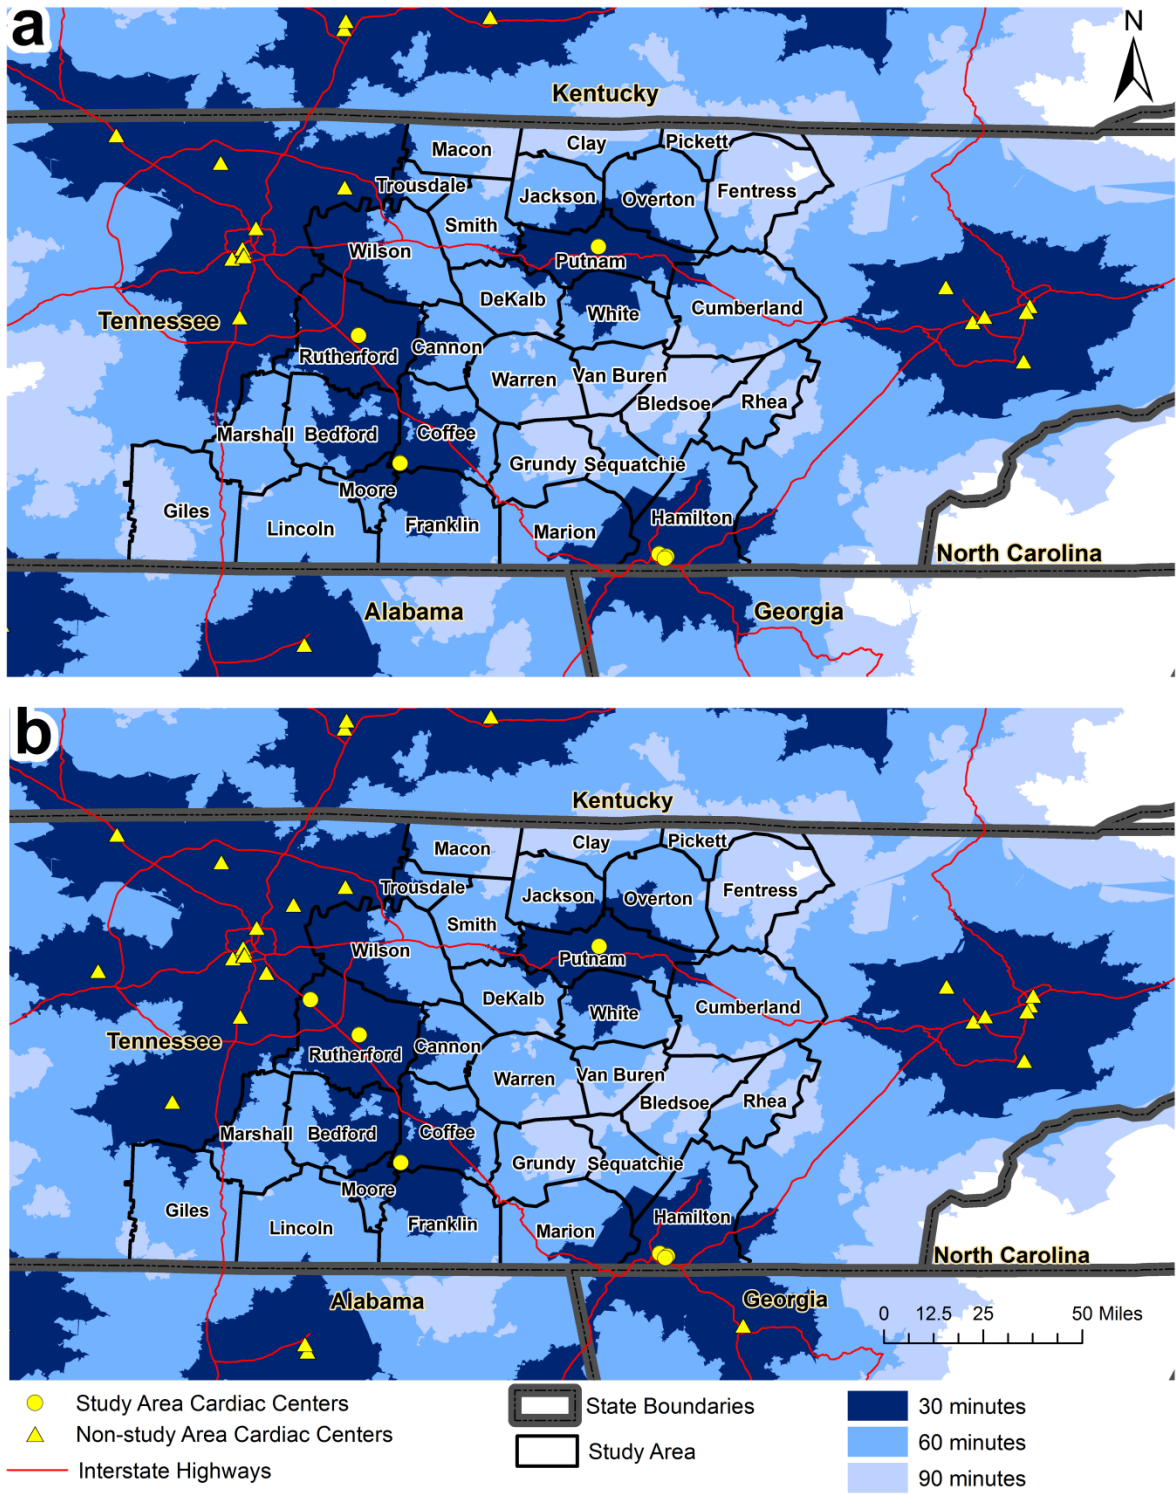 a
N
Kentucky
Macon
Clay
Pickett
Trousdale
Jackson
Overton
Fentress
Smith
Wilson
Putnam
DeKalb
White
Cumberland
Tennessee
Rutherford
Cannon
Warren
Van Buren
Bledsoe
Rhea
Marshall
Bedford
Coffee
Grundy
Sequatchie
Moore
Giles
Lincoln
Franklin
Marion
Hamilton
North Carolina
Alabama
Georgia
b
Kentucky
Macon
Clay
Pickett
Trousdale
Jackson
Overton
Fentress
Smith
Wilson
Putnam
DeKalb
White
Cumberland
Tennessee
Rutherford
Cannon
Warren
Van Buren
Bledsoe
Rhea
Marshall
Bedford
Coffee
Grundy
Sequatchie
Moore
Giles
Lincoln
Franklin
Marion
Hamilton
North Carolina
Alabama
Georgia
0 12.5 25 50 Miles
Study Area Cardiac Centers
Non-study Area Cardiac Centers
Interstate Highways
State Boundaries
Study Area
30 minutes
60 minutes
90 minutes